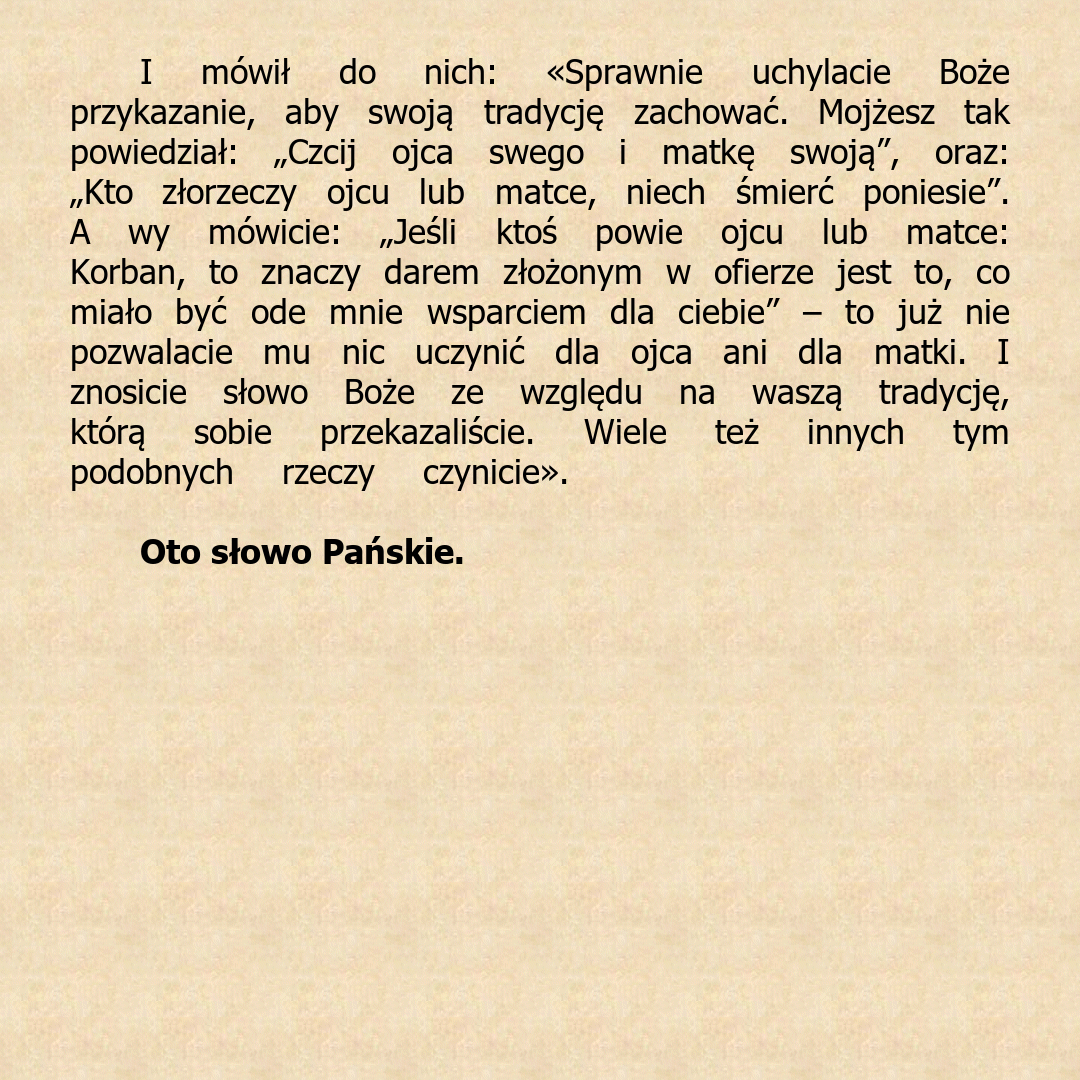 I mówił do nich: «Sprawnie uchylacie Boże
przykazanie, aby swoją tradycję zachować. Mojżesz tak
powiedział: „Czcij ojca swego i matkę swoją”, oraz:
„Kto złorzeczy ojcu lub matce, niech śmierć poniesie”.
A wy mówicie: „Jeśli ktoś powie ojcu lub matce:
Korban, to znaczy darem złożonym w ofierze jest to, co
miało być ode mnie wsparciem dla ciebie” – to już nie
pozwalacie mu nic uczynić dla ojca ani dla matki. I
znosicie słowo Boże ze względu na waszą tradycję,
którą sobie przekazaliście. Wiele też innych tym
podobnych rzeczy czynicie».
Oto słowo Pańskie.